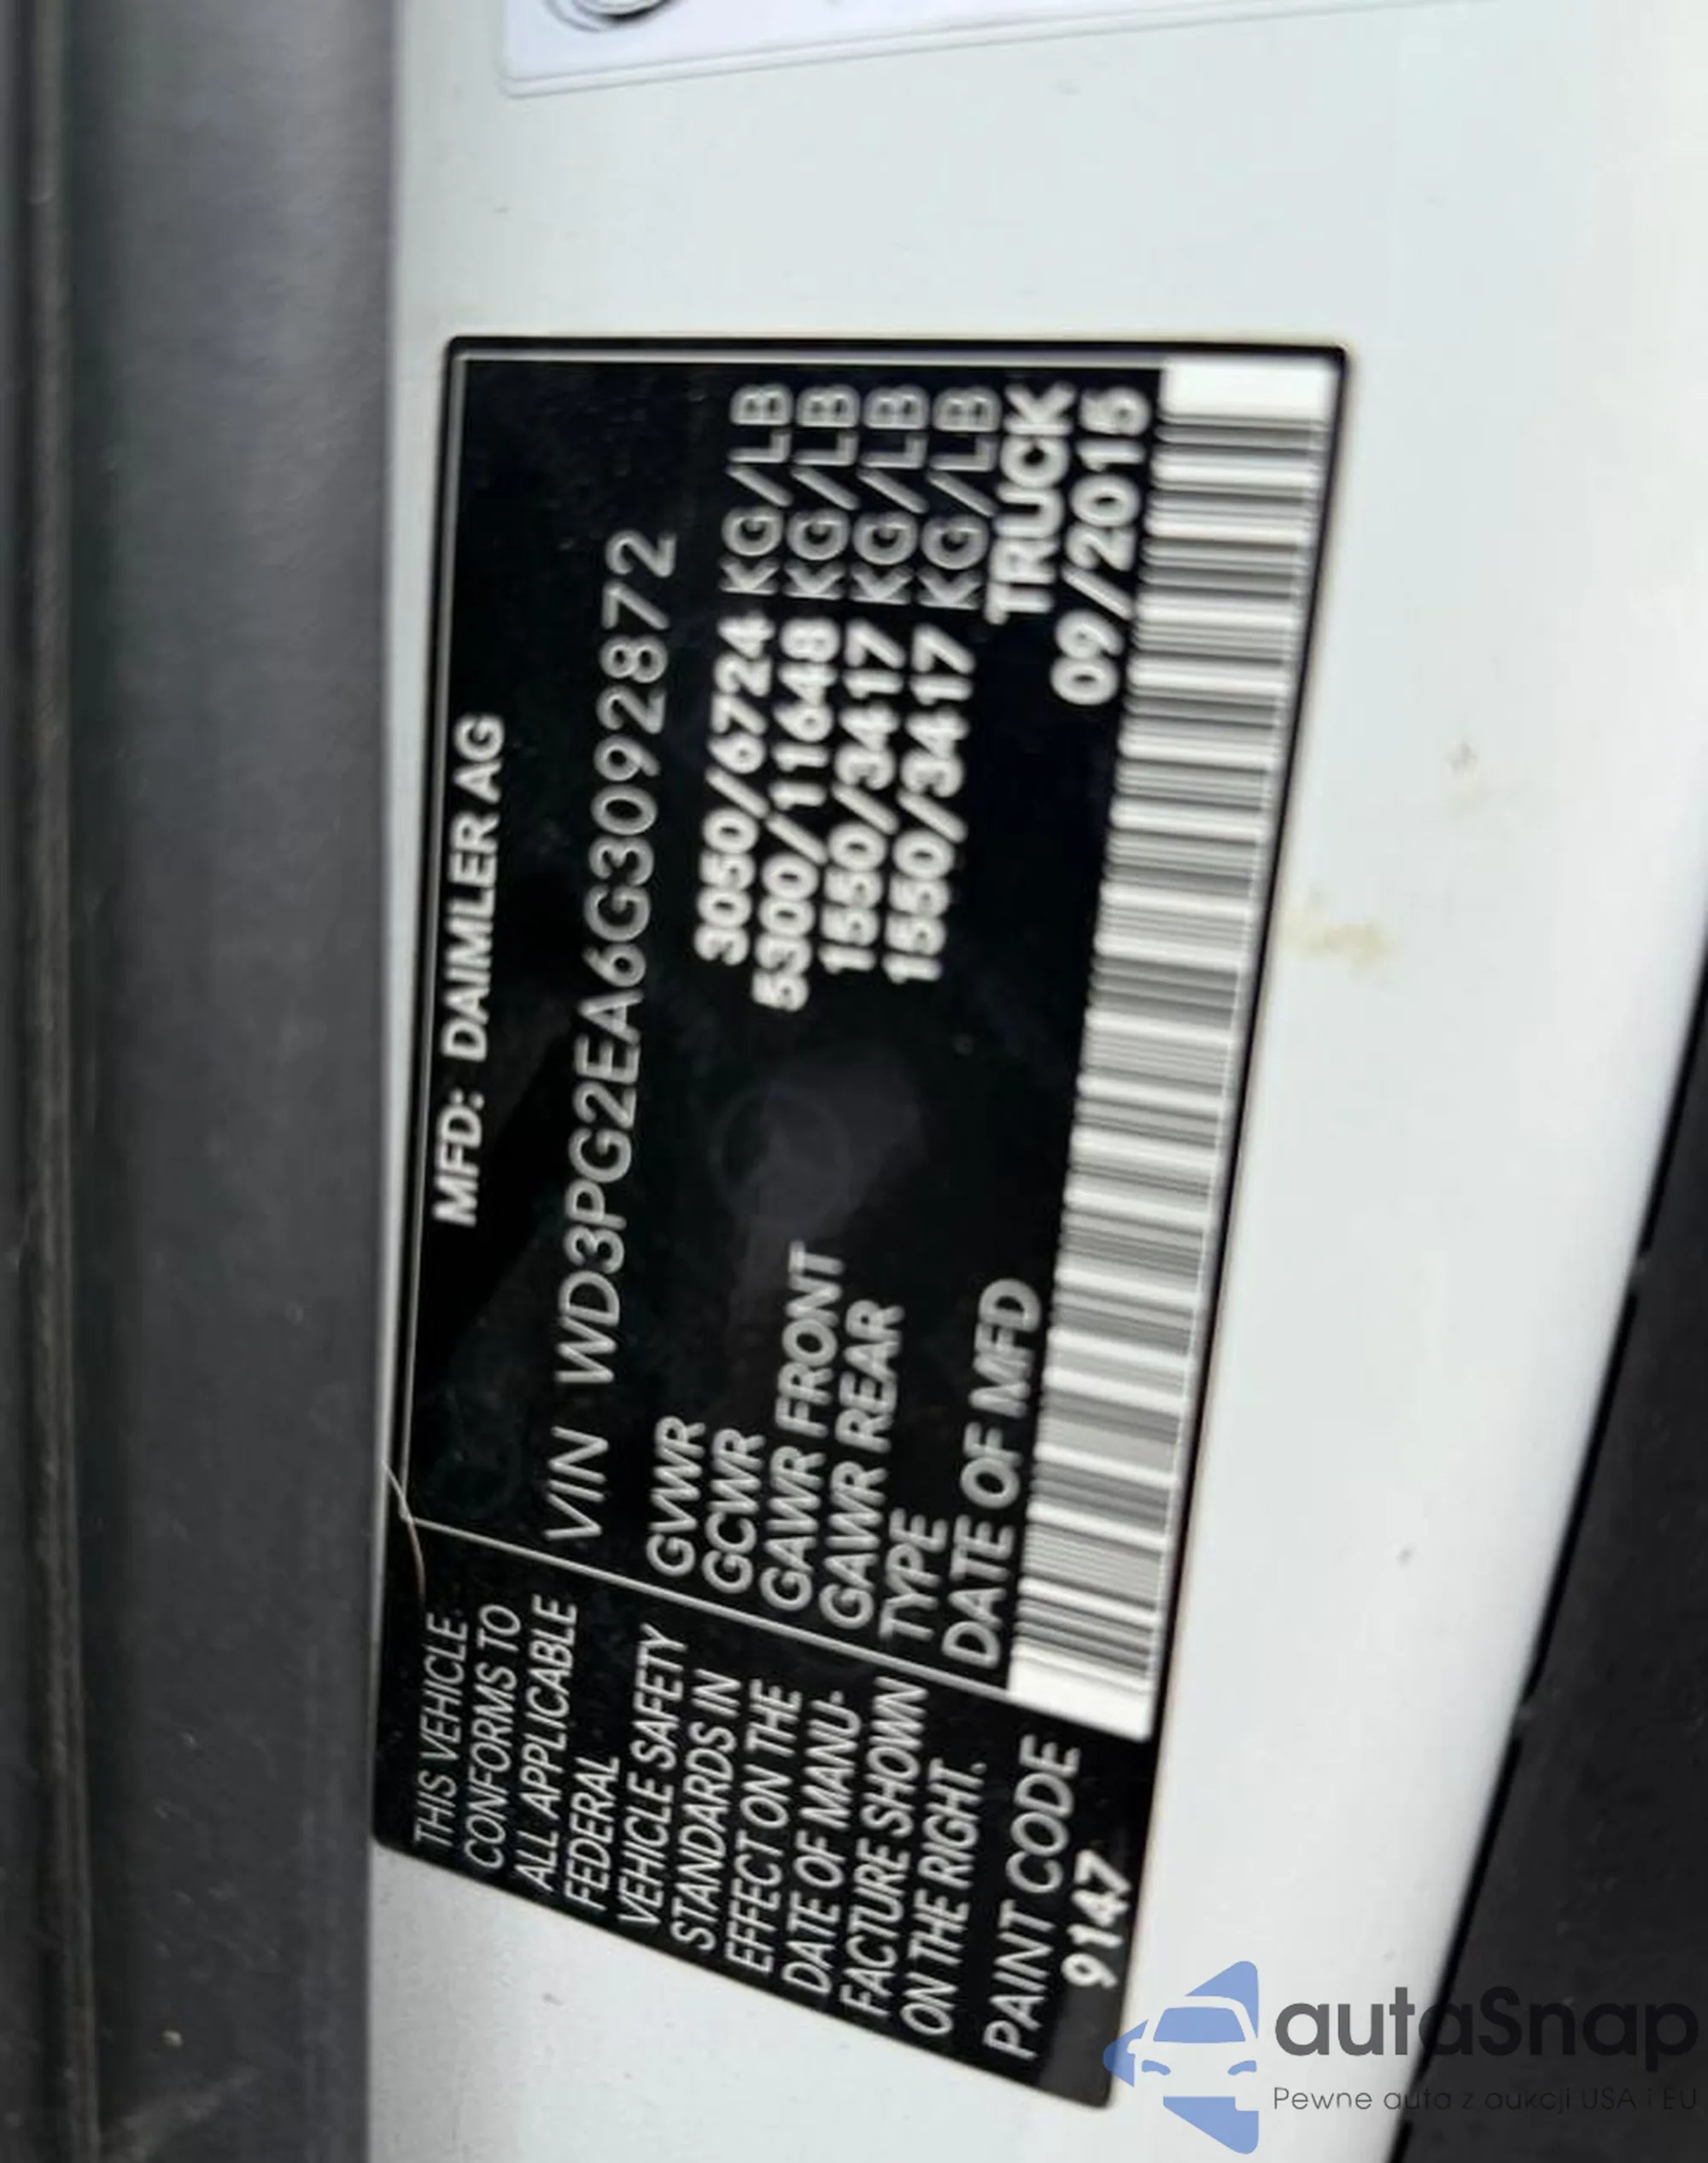 MFD: DAIMLER AG
VIN WD3PG2EA6G3092872
GVWR 3050/6724 KG/LB
GCWR 5300/11648 KG/LB
GAWR FRONT 1550/3417 KG/LB
GAWR REAR 1550/3417 KG/LB
TYPE TRUCK
DATE OF MFD 09/2015
THIS VEHICLE
CONFORMS TO
ALL APPLICABLE
FEDERAL
VEHICLE SAFETY
STANDARDS IN
EFFECT ON THE
DATE OF MANU-
FACTURE SHOWN
ON THE RIGHT.
PAINT CODE
9147
autaSnap
Pewne auta z aukcji USA i EU